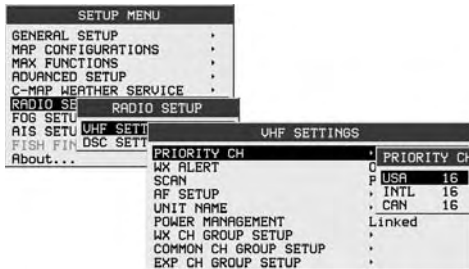 SETUP MENU
GENERAL SETUP
MAP CONFIGURATIONS
MAX FUNCTIONS
ADVANCED SETUP
C-MAP WEATHER SERVICE
RADIO SE
FOG SETU
AIS SETU
FISH FIN
About...
RADIO SETUP
VHF SETT
DSC SETT
VHF SETTINGS
PRIORITY CH
WX ALERT O
SCAN P
AF SETUP
UNIT NAME
POWER MANAGEMENT Linked
WX CH GROUP SETUP
COMMON CH GROUP SETUP
EXP CH GROUP SETUP
PRIORITY CH
USA 16
INTL 16
CAN 16